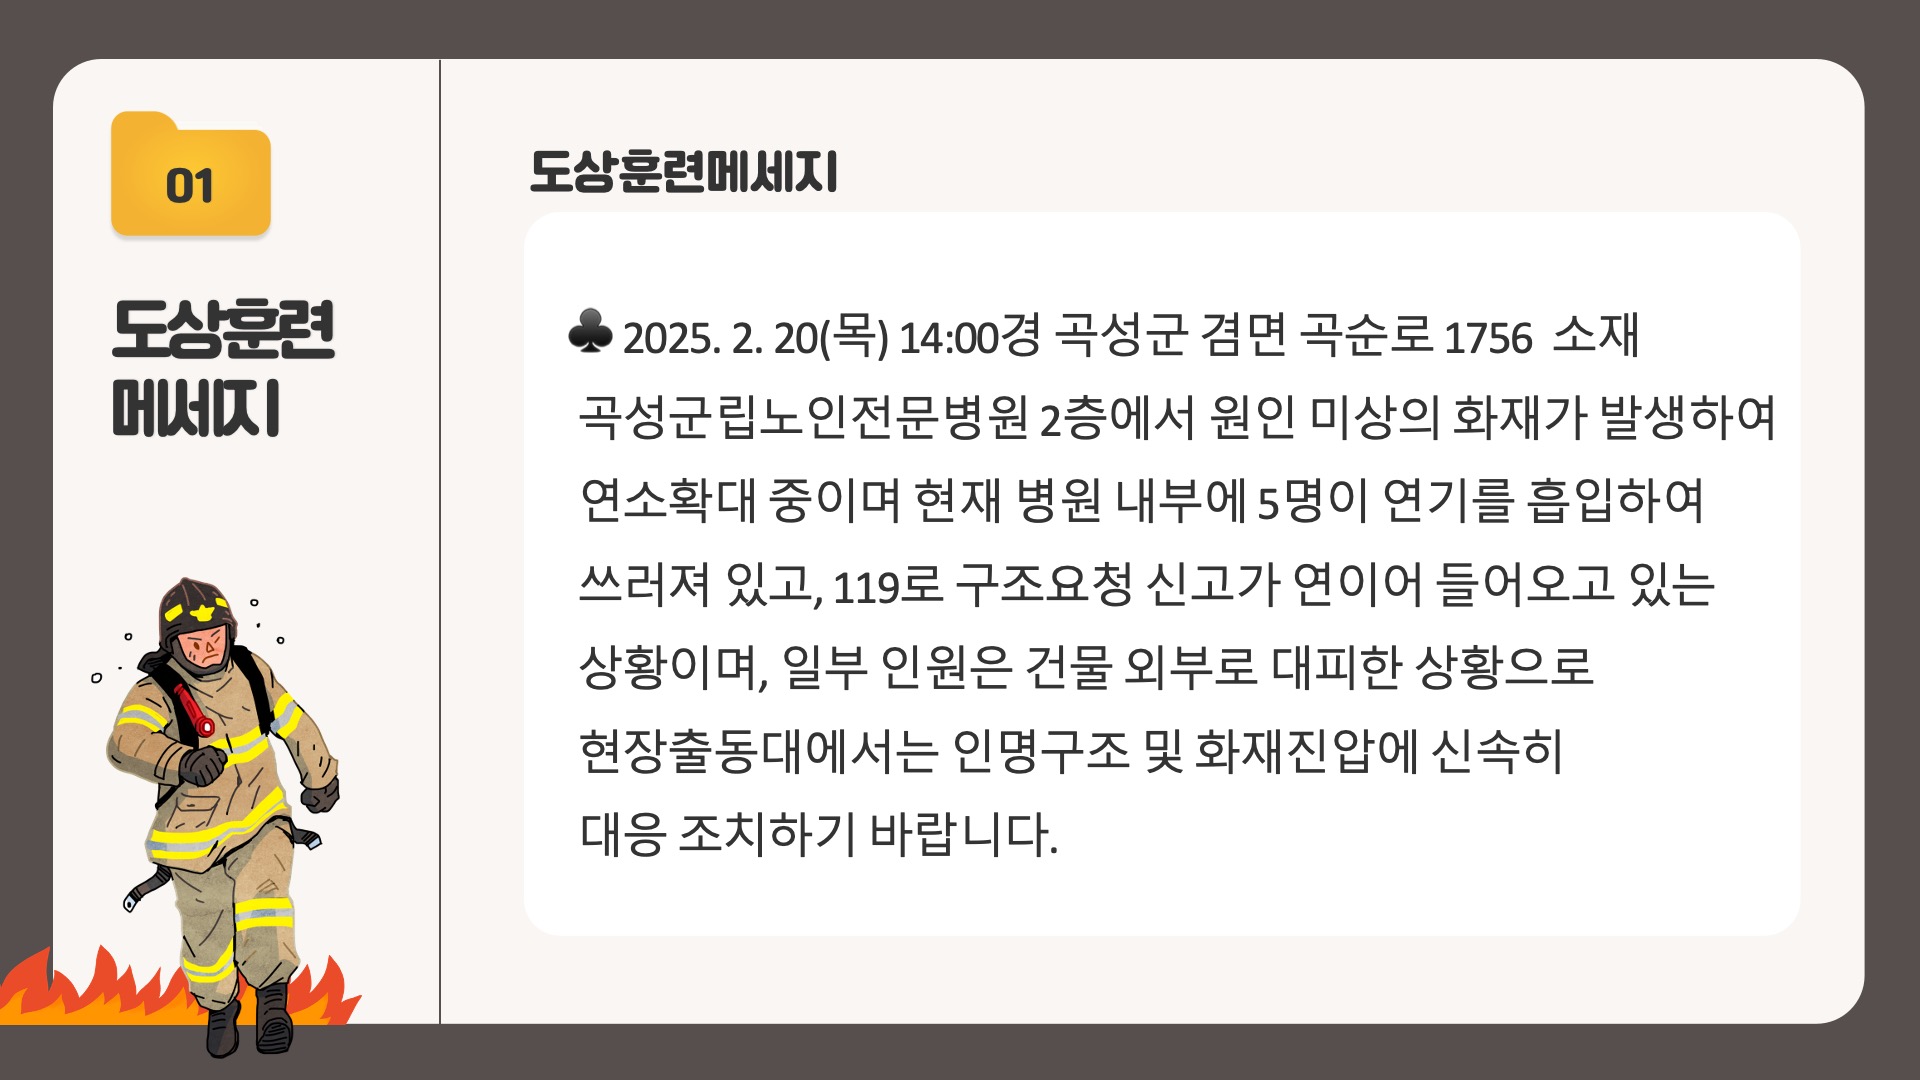 01
도상훈련
메세지
도상훈련메세지
♣ 2025. 2. 20(목) 14:00경 곡성군 겸면 곡순로 1756 소재
곡성군립노인전문병원 2층에서 원인 미상의 화재가 발생하여
연소확대 중이며 현재 병원 내부에 5명이 연기를 흡입하여
쓰러져 있고, 119로 구조요청 신고가 연이어 들어오고 있는
상황이며, 일부 인원은 건물 외부로 대피한 상황으로
현장출동대에서는 인명구조 및 화재진압에 신속히
대응 조치하기 바랍니다.